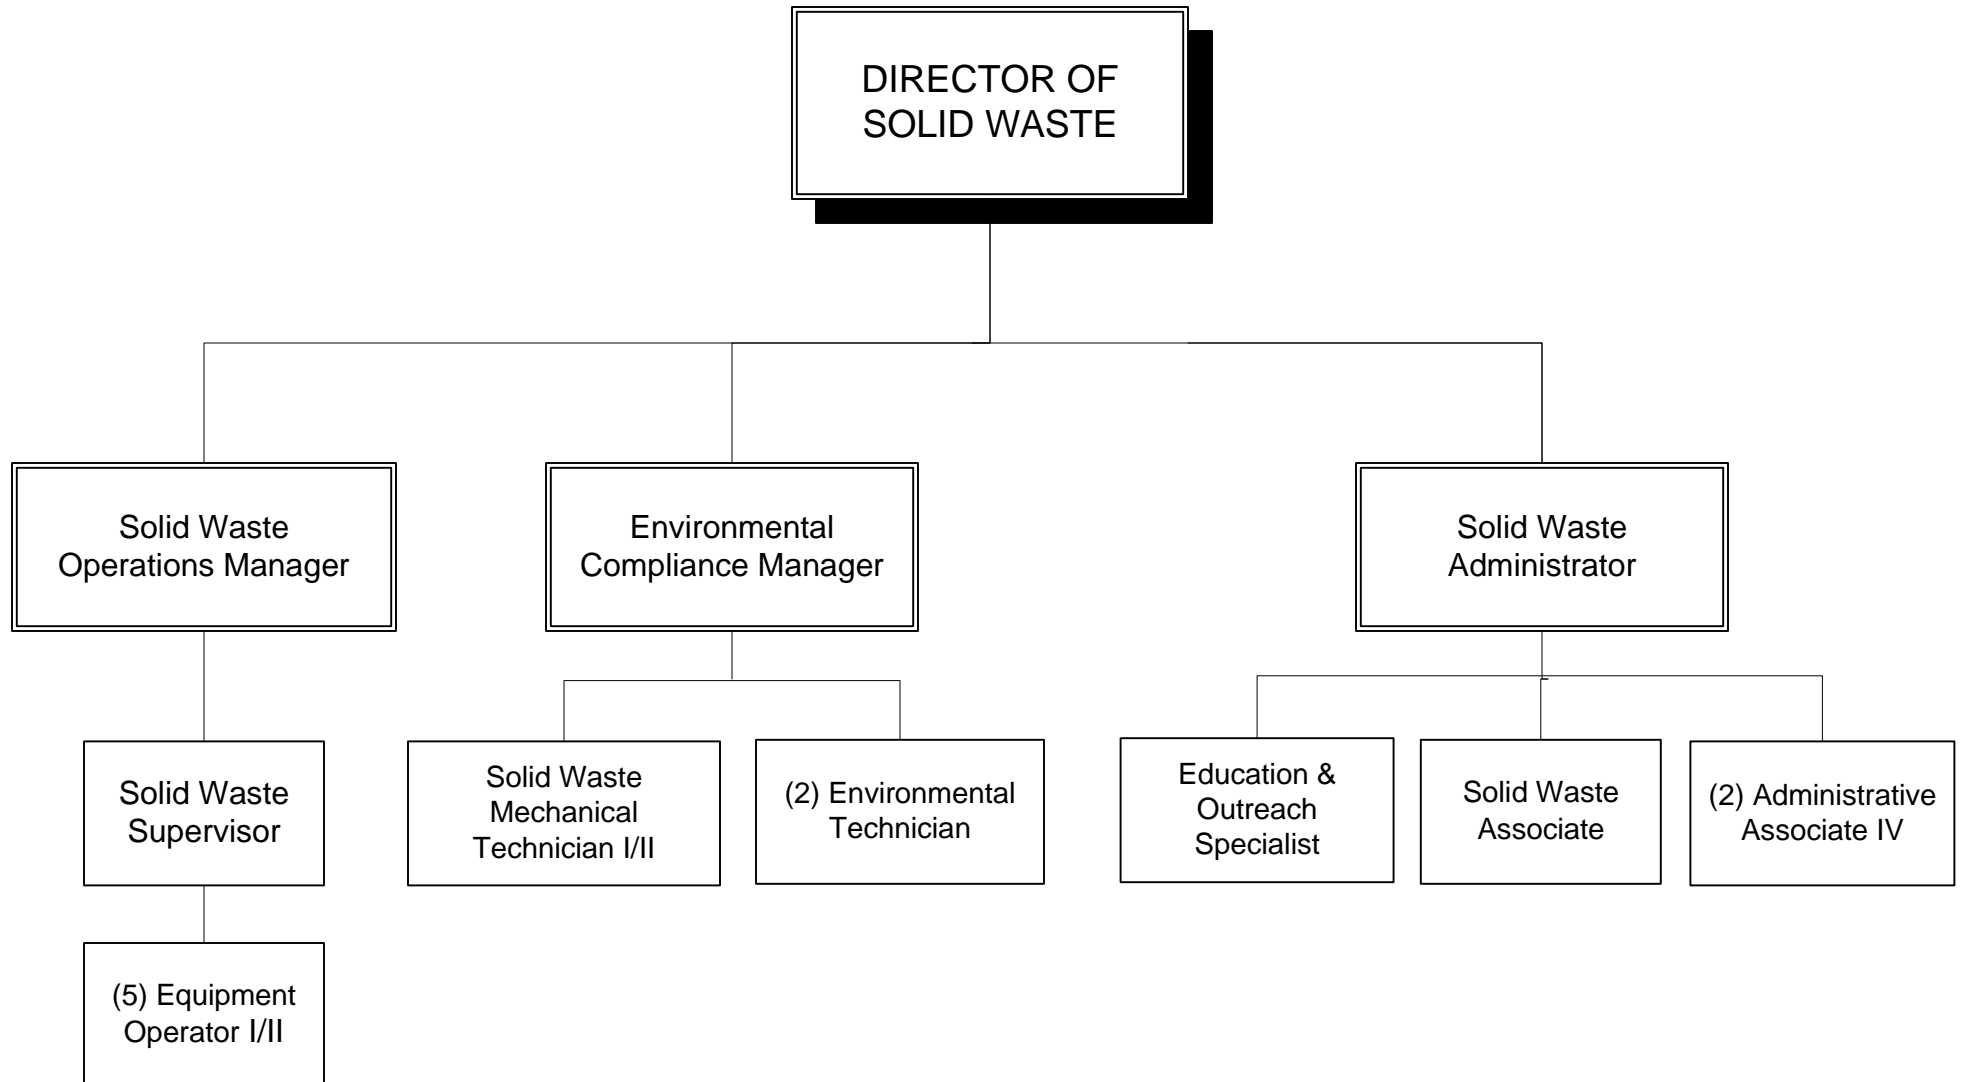 DIRECTOR OF
SOLID WASTE
Solid Waste
Operations Manager
Environmental
Compliance Manager
Solid Waste
Administrator
Solid Waste
Supervisor
Solid Waste
Mechanical
Technician I/II
(2) Environmental
Technician
Education &
Outreach
Specialist
Solid Waste
Associate
(2) Administrative
Associate IV
(5) Equipment
Operator I/II